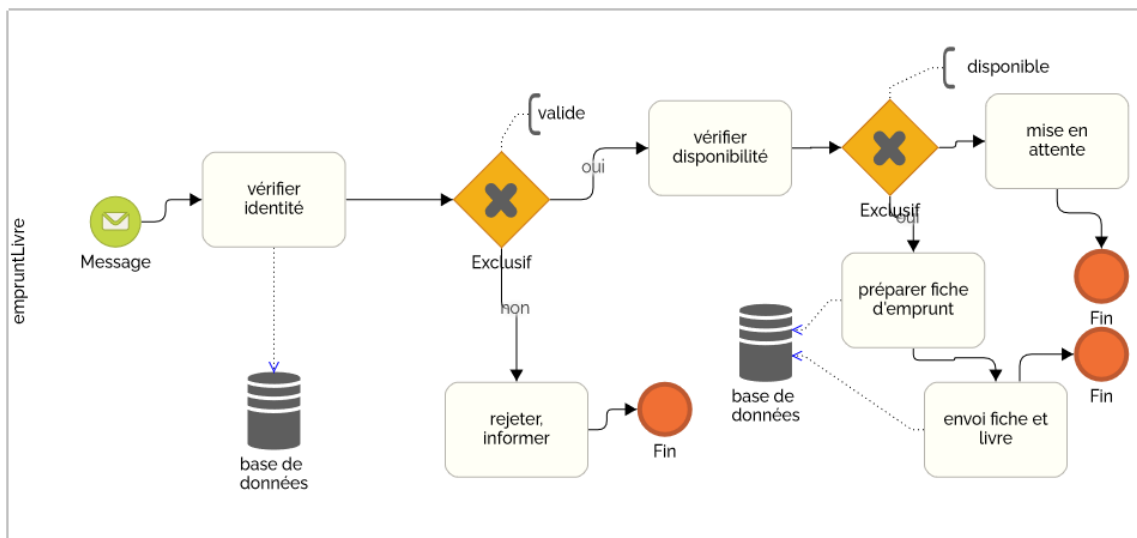 empruntLivre
Message
vérifier
identité
base de
données
valide
Exclusif
oui
non
rejeter,
informer
Fin
vérifier
disponibilité
disponible
Exclusif
oui
mise en
attente
Fin
préparer fiche
d'emprunt
base de
données
envoi fiche et
livre
Fin